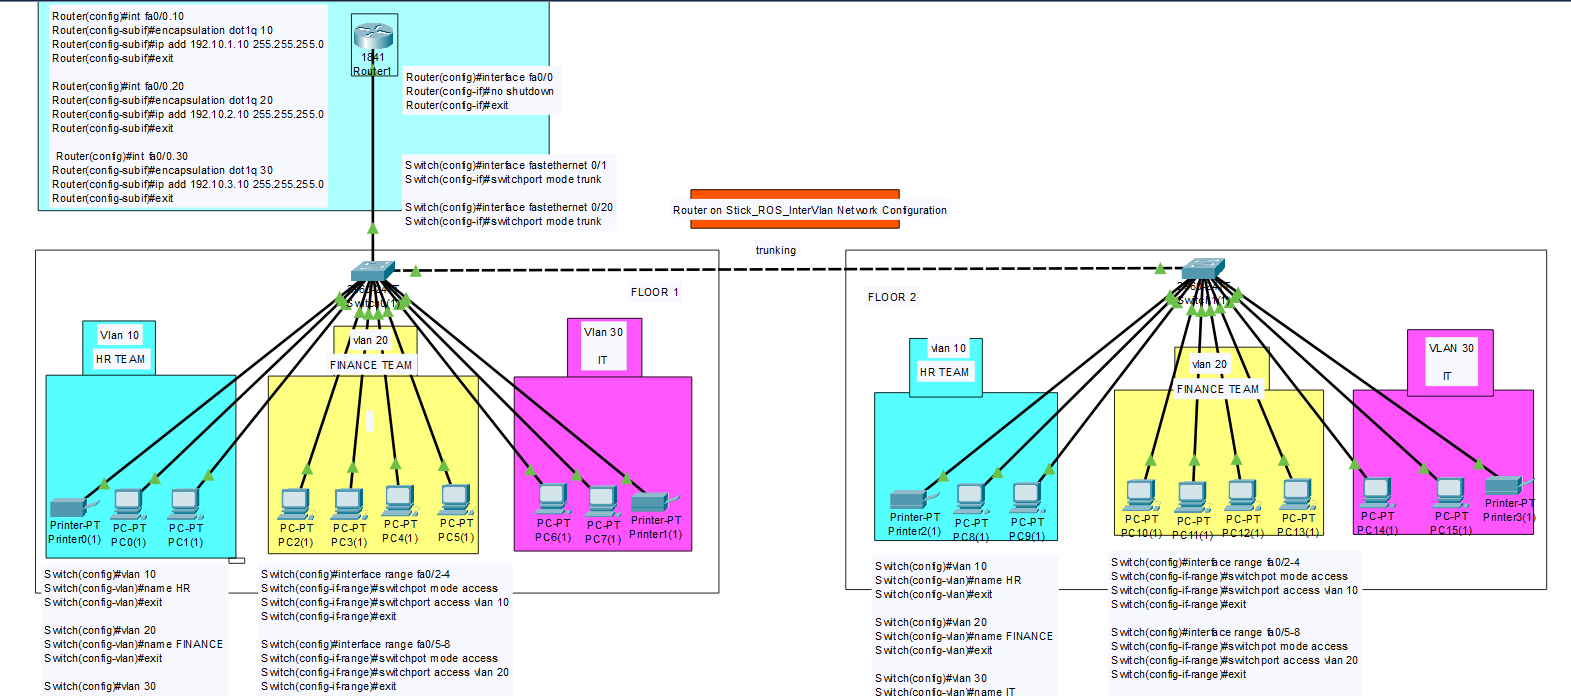 Router(config)#int fa0/0.10
Router(config-subif)#encapsulation dot1q 10
Router(config-subif)#ip add 192.10.1.10 255.255.255.0
Router(config-subif)#exit
Router(config)#int fa0/0.20
Router(config-subif)#encapsulation dot1q 20
Router(config-subif)#ip add 192.10.2.10 255.255.255.0
Router(config-subif)#exit
Router(config)#int fa0/0.30
Router(config-subif)#encapsulation dot1q 30
Router(config-subif)#ip add 192.10.3.10 255.255.255.0
Router(config-subif)#exit
1841
Router1
Router(config)#interface fa0/0
Router(config-if)#no shutdown
Router(config-if)#exit
Switch(config)#interface fastethernet 0/1
Switch(config-if)#switchport mode trunk
Switch(config)#interface fastethernet 0/20
Switch(config-if)#switchport mode trunk
Router on Stick_ROS_InterVlan Network Configuration
trunking
FLOOR 1
Switch0(1)
Vlan 10
HR TEAM
vlan 20
FINANCE TEAM
Vlan 30
IT
Printer-PT
Printer0(1)
PC-PT
PC0(1)
PC-PT
PC1(1)
PC-PT
PC2(1)
PC-PT
PC3(1)
PC-PT
PC4(1)
PC-PT
PC5(1)
PC-PT
PC6(1)
PC-PT
PC7(1)
Printer-PT
Printer1(1)
Switch(config)#vlan 10
Switch(config-vlan)#name HR
Switch(config-vlan)#exit
Switch(config)#vlan 20
Switch(config-vlan)#name FINANCE
Switch(config-vlan)#exit
Switch(config)#vlan 30
Switch(config)#interface range fa0/2-4
Switch(config-if-range)#switchpot mode access
Switch(config-if-range)#switchport access vlan 10
Switch(config-if-range)#exit
Switch(config)#interface range fa0/5-8
Switch(config-if-range)#switchpot mode access
Switch(config-if-range)#switchport access vlan 20
Switch(config-if-range)#exit
FLOOR 2
Switch1(1)
vlan 10
HR TEAM
vlan 20
FINANCE TEAM
VLAN 30
IT
Printer-PT
Printer2(1)
PC-PT
PC8(1)
PC-PT
PC9(1)
PC-PT
PC10(1)
PC-PT
PC11(1)
PC-PT
PC12(1)
PC-PT
PC13(1)
PC-PT
PC14(1)
PC-PT
PC15(1)
Printer-PT
Printer3(1)
Switch(config)#vlan 10
Switch(config-vlan)#name HR
Switch(config-vlan)#exit
Switch(config)#vlan 20
Switch(config-vlan)#name FINANCE
Switch(config-vlan)#exit
Switch(config)#vlan 30
Switch(config-vlan)#name IT
Switch(config)#interface range fa0/2-4
Switch(config-if-range)#switchpot mode access
Switch(config-if-range)#switchport access vlan 10
Switch(config-if-range)#exit
Switch(config)#interface range fa0/5-8
Switch(config-if-range)#switchpot mode access
Switch(config-if-range)#switchport access vlan 20
Switch(config-if-range)#exit